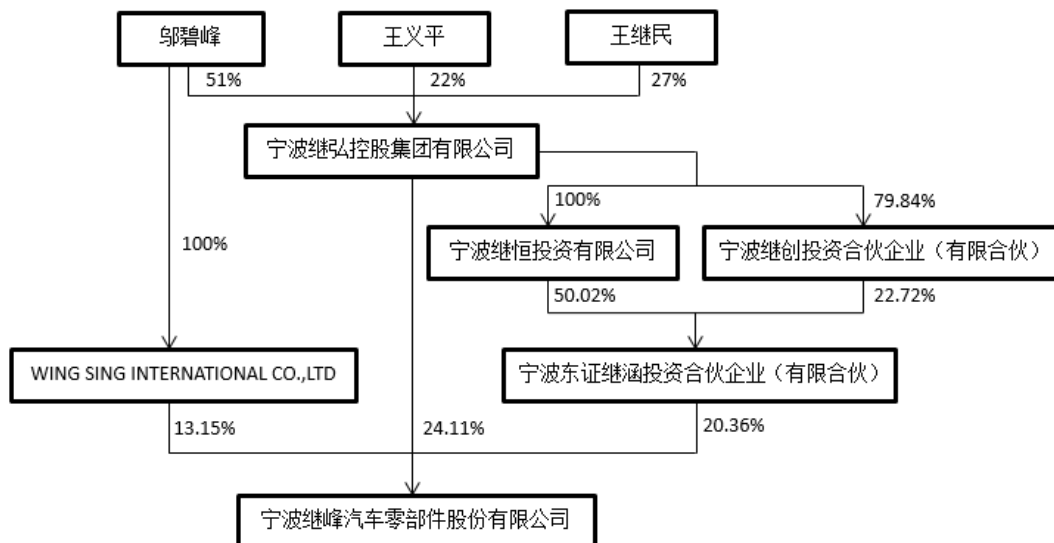 邬碧峰
王义平
王继民
51%
22%
27%
宁波继弘控股集团有限公司
100%
79.84%
100%
宁波继恒投资有限公司
宁波继创投资合伙企业（有限合伙）
50.02%
22.72%
WING SING INTERNATIONAL CO.,LTD
宁波东证继涵投资合伙企业（有限合伙）
13.15%
24.11%
20.36%
宁波继峰汽车零部件股份有限公司